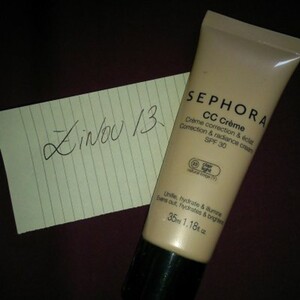 ZiNOU 13
SEPHORA
CC Crème
Crème correction & éclat
Correction & radiance cream
SPF 30
Unifie, hydrate & illumine
Evens out, hydrates & brightens
35ml 1.18fl.oz.